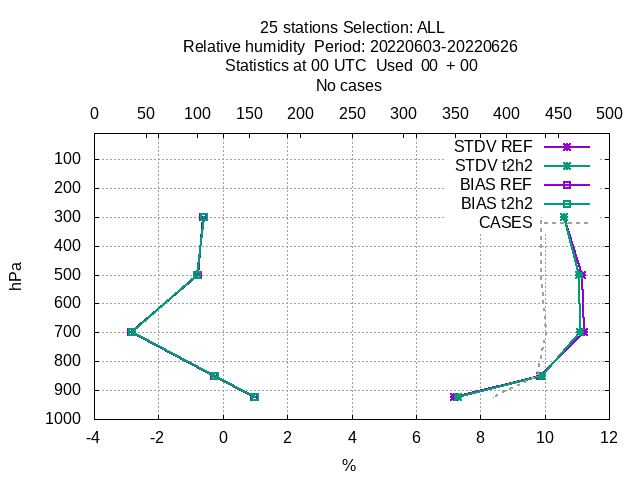 25 stations Selection: ALL
Relative humidity  Period: 20220603-20220626
Statistics at 00 UTC  Used  00  + 00
No cases
0 50 100 150 200 250 300 350 400 450 500
STDV REF
STDV t2h2
BIAS REF
BIAS t2h2
CASES
hPa
100
200
300
400
500
600
700
800
900
1000
-4 -2 0 2 4 6 8 10 12
%